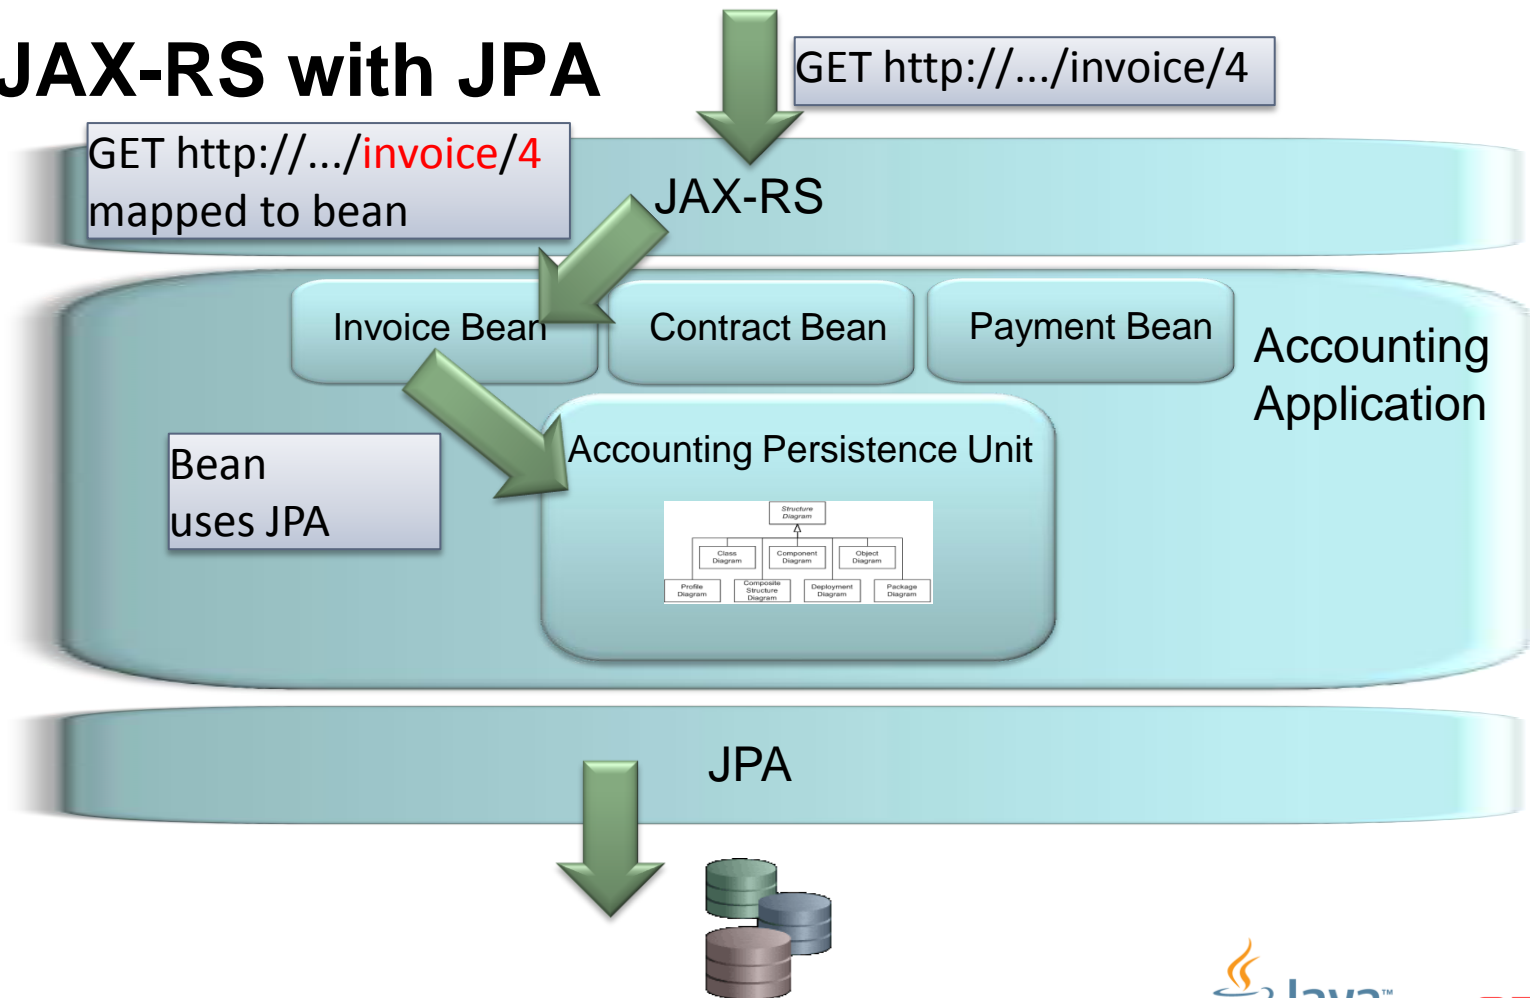 JAX-RS with JPA
GET http://.../invoice/4
GET http://.../invoice/4
mapped to bean
JAX-RS
Invoice Bean
Contract Bean
Payment Bean
Accounting
Application
Accounting Persistence Unit
Bean
uses JPA
Structure
Diagram
Class
Diagram
Component
Diagram
Object
Diagram
Profile
Diagram
Composite
Structure
Diagram
Deployment
Diagram
Package
Diagram
JPA
Java™